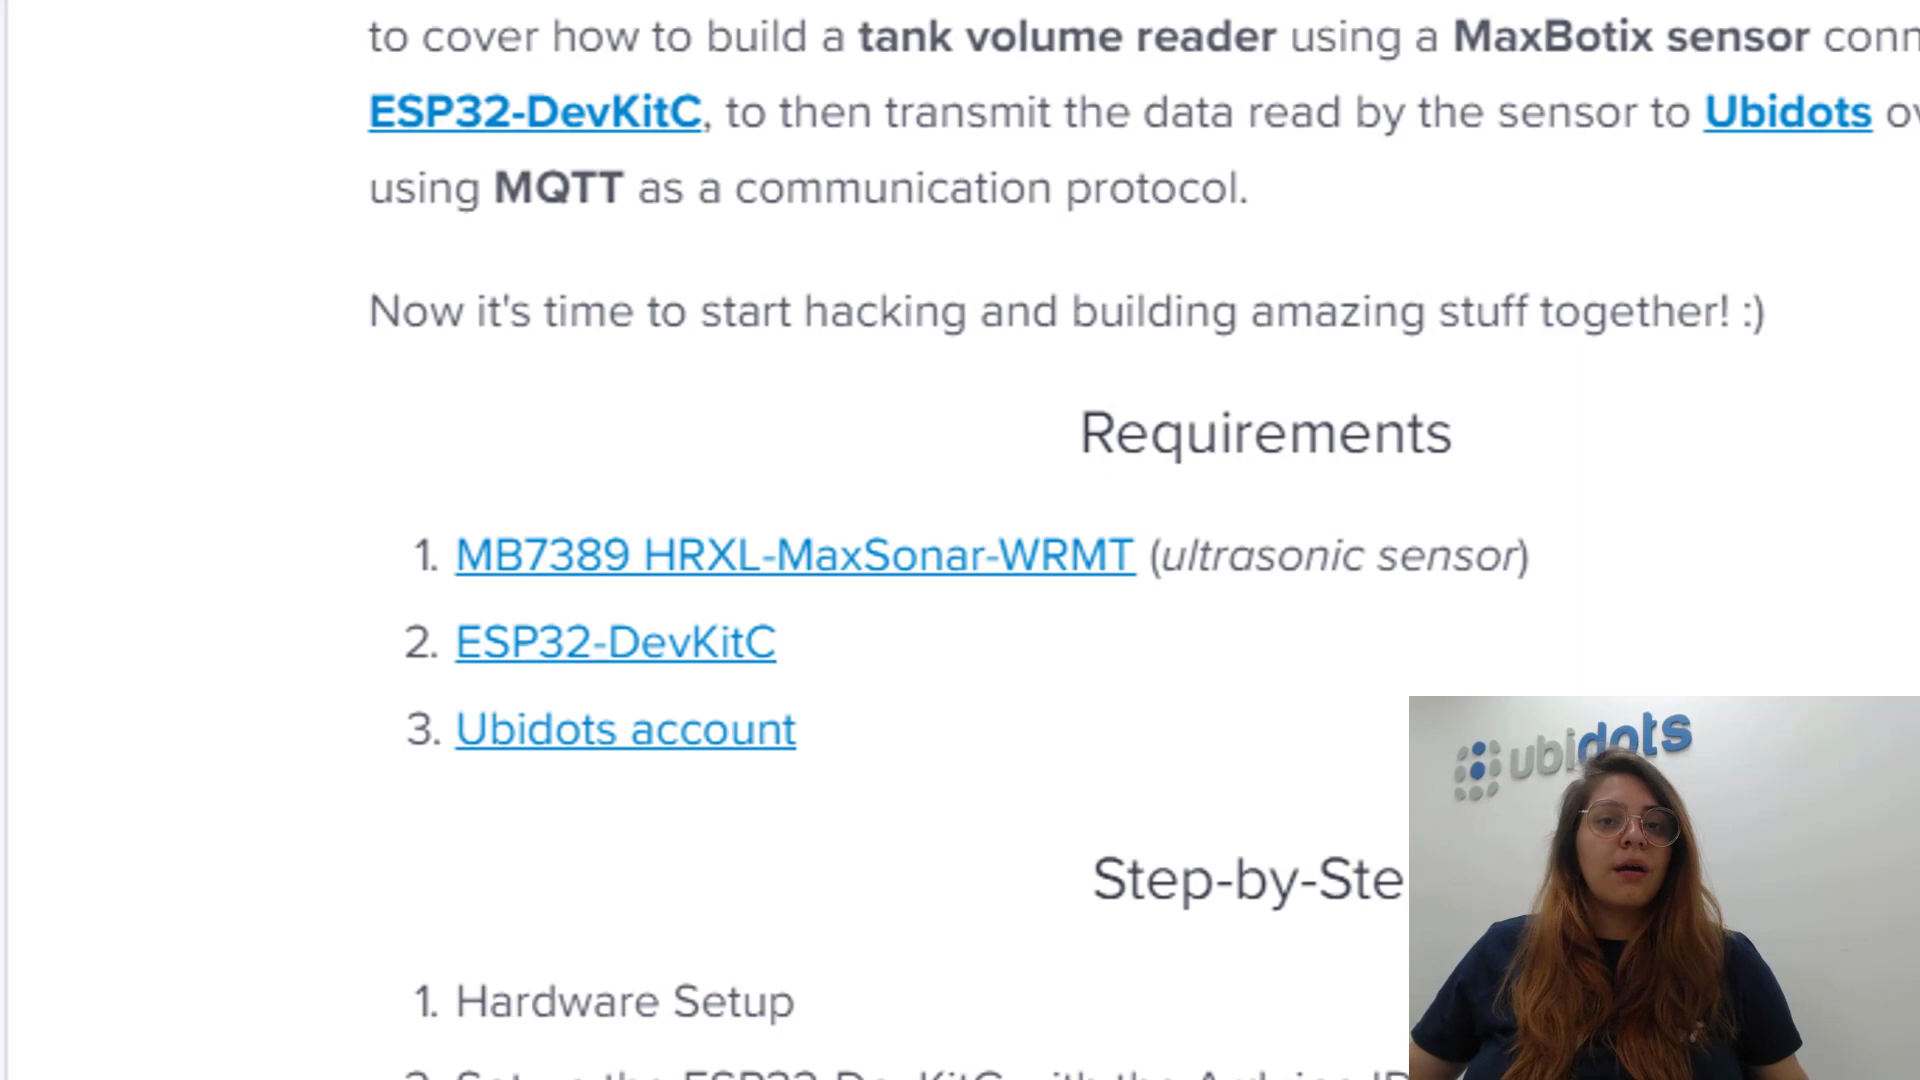 to cover how to build a tank volume reader using a MaxBotix sensor
ESP32-DevKitC, to then transmit the data read by the sensor to Ubidots
using MQTT as a communication protocol.
Now it's time to start hacking and building amazing stuff together! :)
Requirements
1. MB7389 HRXL-MaxSonar-WRMT (ultrasonic sensor)
2. ESP32-DevKitC
3. Ubidots account
ubidots
Step-by-Ste
1. Hardware Setup